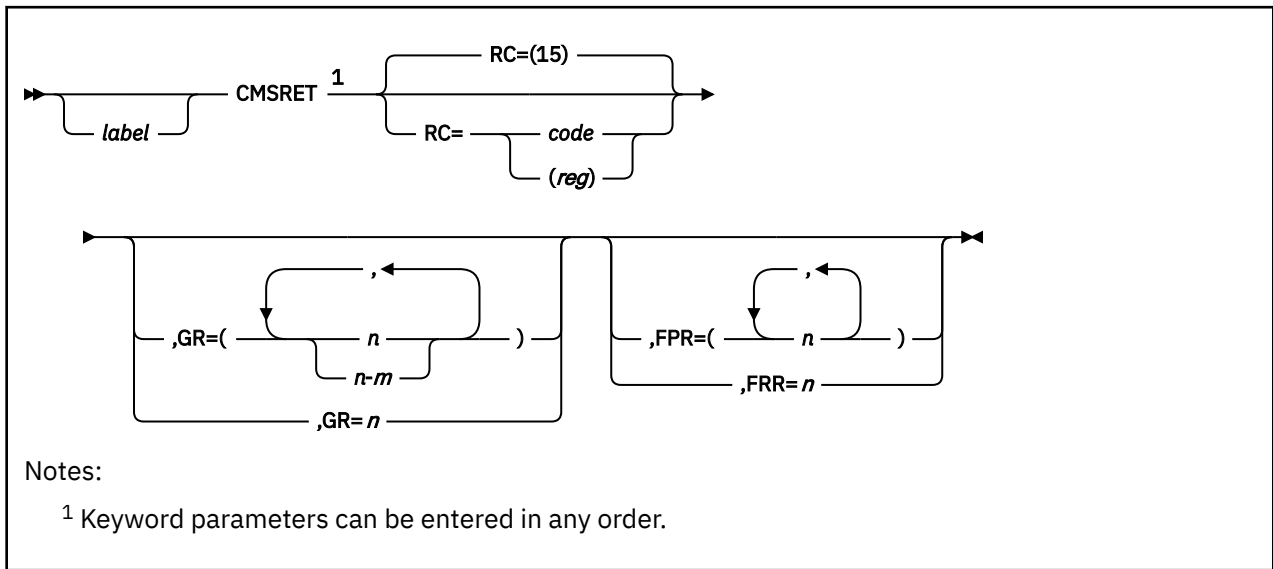 RC=(15)
label CMSRET 1
RC= code
(reg)
, ,
,GR=( n ) ,FPR=( n )
n-m ,FRR= n
,GR= n
Notes:
1 Keyword parameters can be entered in any order.